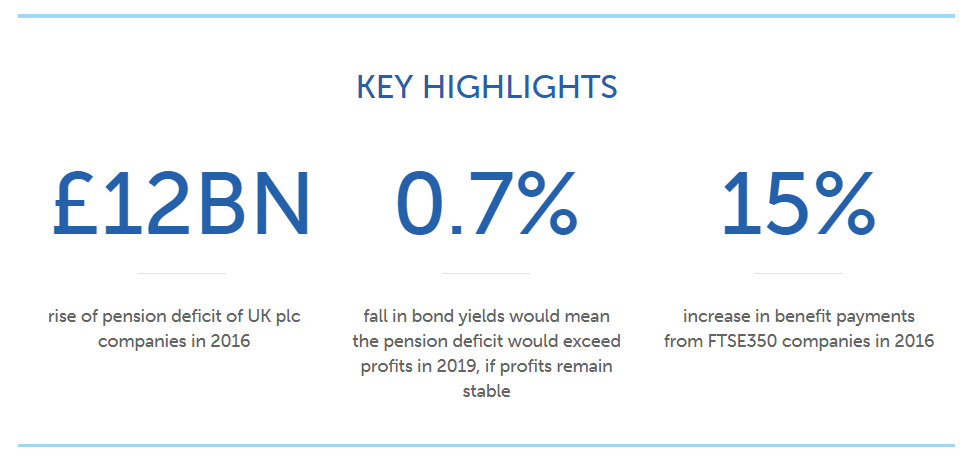 KEY HIGHLIGHTS
£12BN
rise of pension deficit of UK plc
companies in 2016
0.7%
fall in bond yields would mean
the pension deficit would exceed
profits in 2019, if profits remain
stable
15%
increase in benefit payments
from FTSE350 companies in 2016